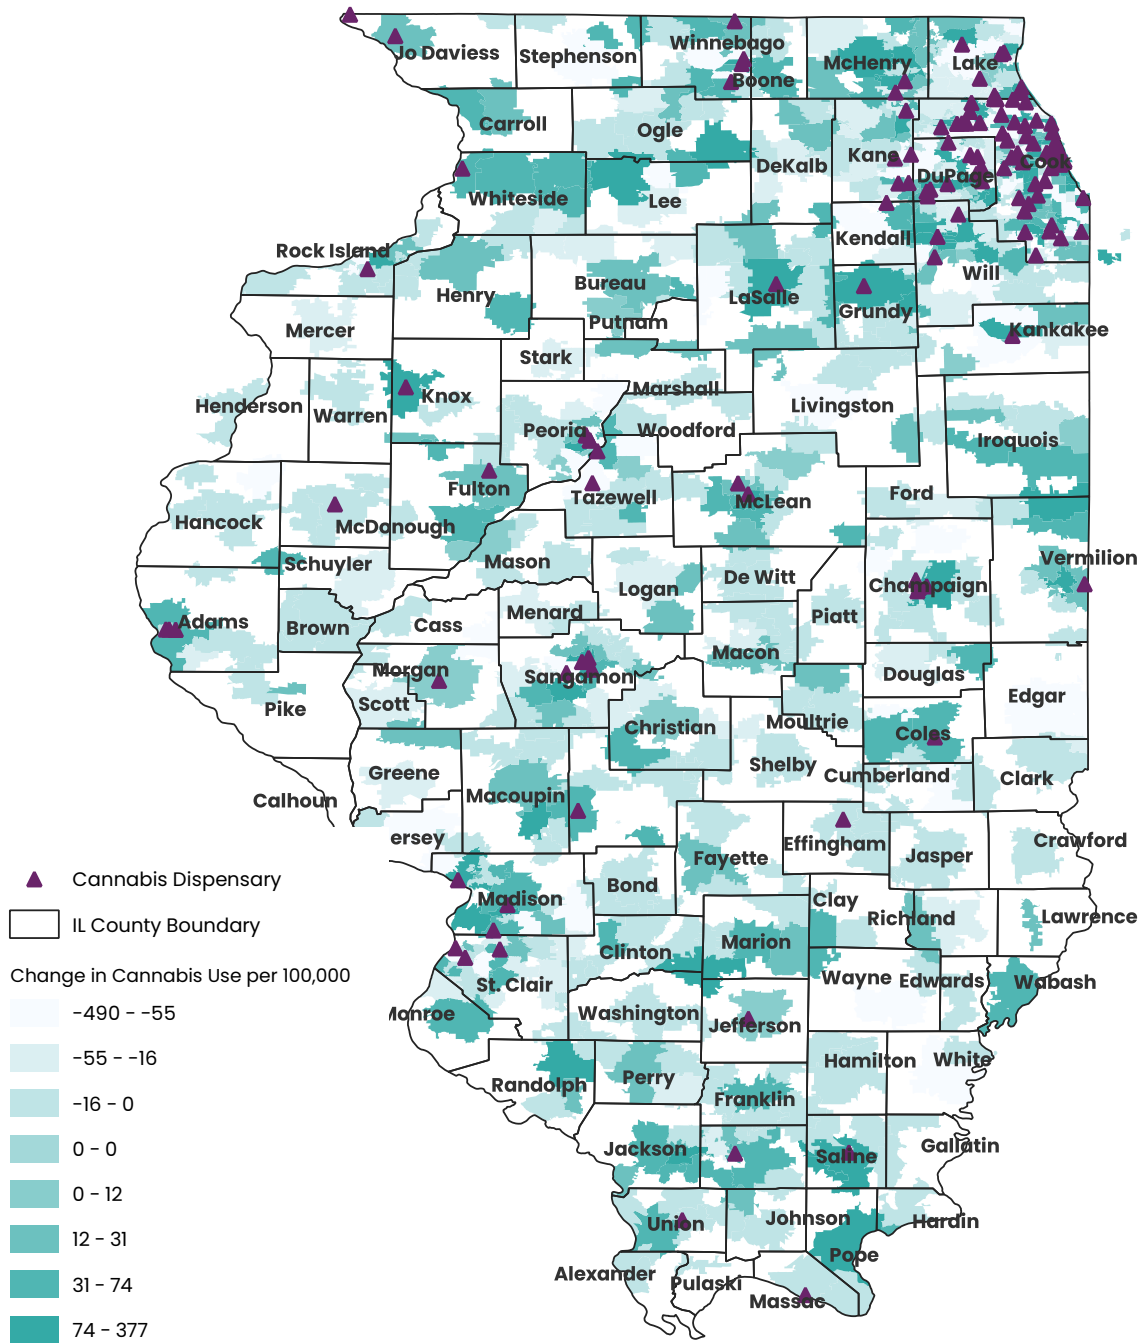 Jo Daviess
Stephenson
Winnebago
Boone
McHenry
Lake
Carroll
Ogle
DeKalb
Kane
Cook
DuPage
Whiteside
Lee
Rock Island
Kendall
Will
Henry
Bureau
LaSalle
Grundy
Mercer
Putnam
Kankakee
Stark
Henderson
Warren
Knox
Marshall
Livingston
Peoria
Woodford
Iroquois
Fulton
Tazewell
McLean
Ford
Hancock
McDonough
Schuyler
Mason
Vermilion
Logan
De Witt
Champaign
Adams
Brown
Cass
Menard
Piatt
Macon
Morgan
Sangamon
Douglas
Edgar
Pike
Scott
Christian
Moultrie
Coles
Greene
Shelby
Cumberland
Clark
Calhoun
Macoupin
ersey
Effingham
Crawford
Fayette
Jasper
Cannabis Dispensary
Bond
Madison
Clay
Richland
Lawrence
IL County Boundary
Clinton
Marion
Change in Cannabis Use per 100,000
St. Clair
Wayne
Edwards
Wabash
-490 - -55
Monroe
Washington
Jefferson
-55 - -16
Randolph
Perry
Hamilton
White
-16 - 0
Franklin
0 - 0
Jackson
Saline
Gallatin
0 - 12
Union
Johnson
Hardin
12 - 31
Pope
Alexander
Pulaski
31 - 74
Massac
74 - 377